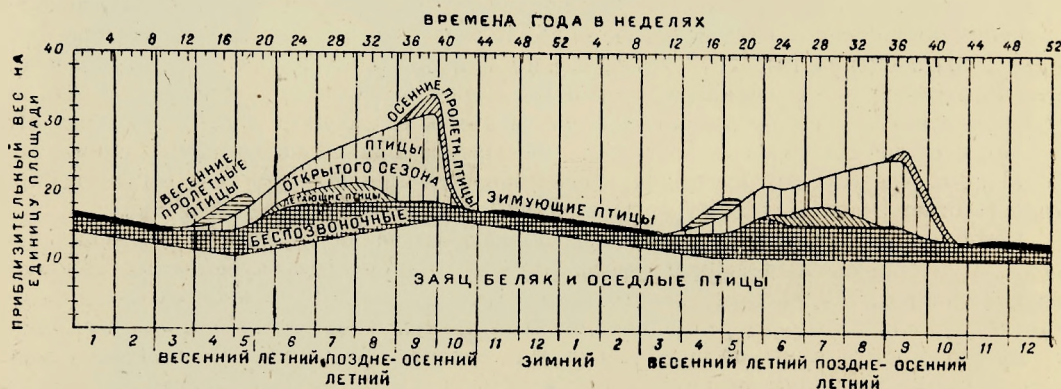 ВРЕМЕНА ГОДА В НЕДЕЛЯХ
4 8 12 16 20 24 28 32 36 40 44 48 52 4 8 12 16 20 24 28 32 36 40 44 48 52
ПРИБЛИЗИТЕЛЬНЫЙ ВЕС НА
ЕДИНИЦУ ПЛОЩАДИ
40
30
20
10
ВЕСЕННИЕ
ПРОЛЕТНЫЕ
ПТИЦЫ
ОСЕННИЕ
ПРОЛЕТН. ПТИЦЫ
ПТИЦЫ
ОТКРЫТОГО СЕЗОНА
БЕСПОЗВОНОЧНЫЕ
ЗИМУЮЩИЕ ПТИЦЫ
ЗАЯЦ БЕЛЯК И ОСЕДЛЫЕ ПТИЦЫ
1 2 3 4 5 6 7 8 9 10 11 12 1 2 3 4 5 6 7 8 9 10 11 12
ВЕСЕННИЙ ЛЕТНИЙ ПОЗДНЕ- ОСЕННИЙ ЗИМНИЙ ВЕСЕННИЙ ЛЕТНИЙ ПОЗДНЕ- ОСЕННИЙ
ЛЕТНИЙ ЛЕТНИЙ